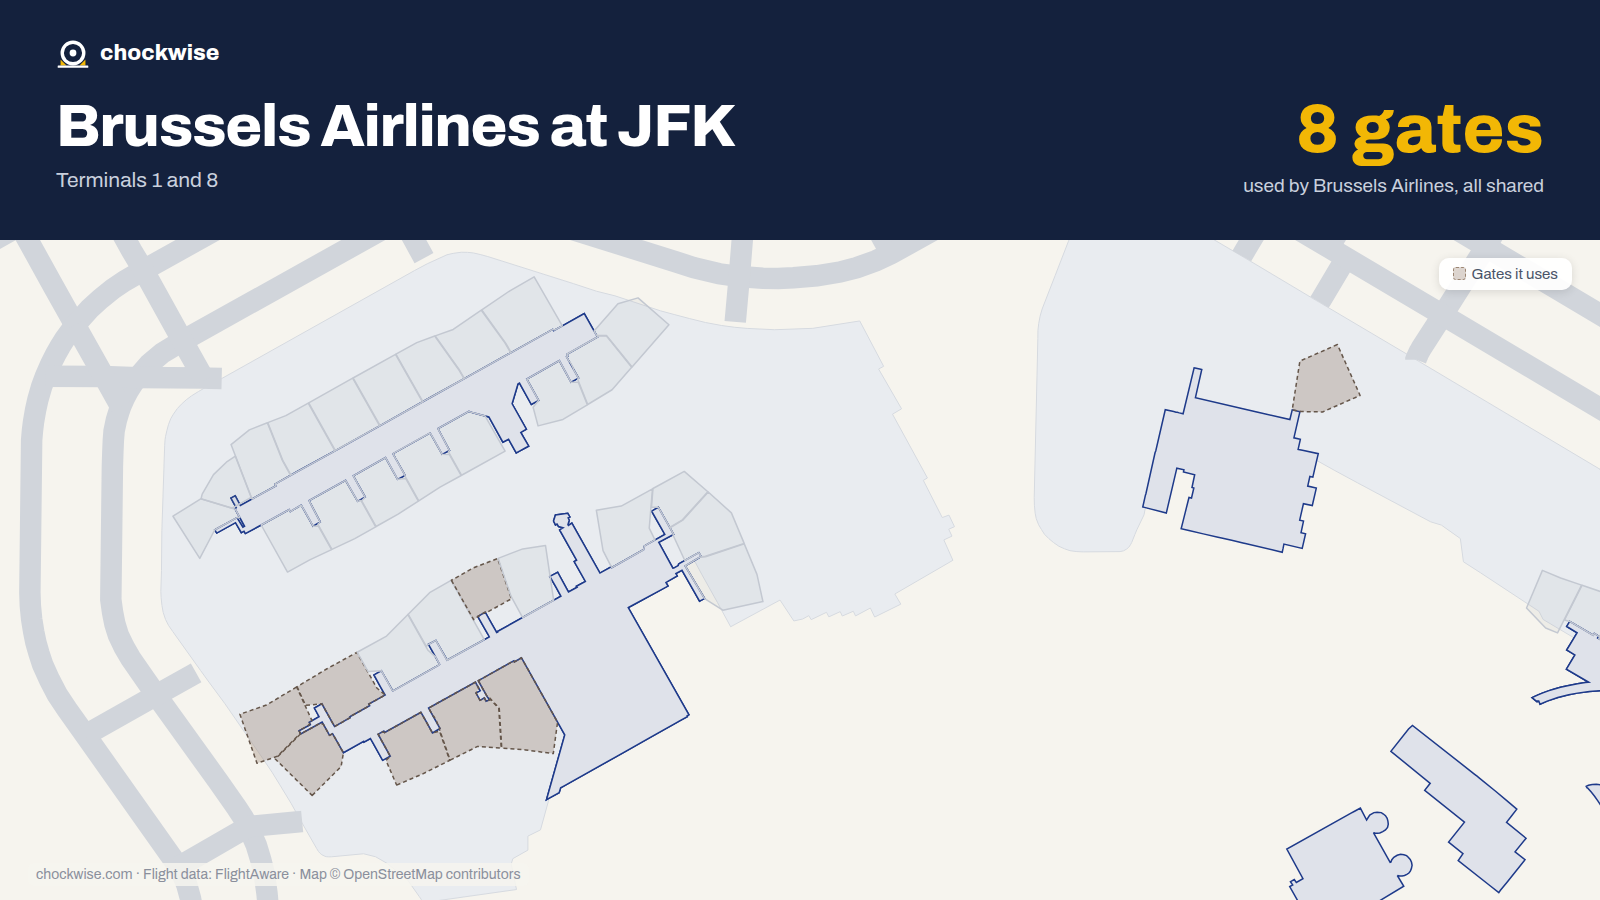 chockwise
Brussels Airlines at JFK
Terminals 1 and 8
8 gates
used by Brussels Airlines, all shared
Gates it uses
chockwise.com · Flight data: FlightAware · Map © OpenStreetMap contributors